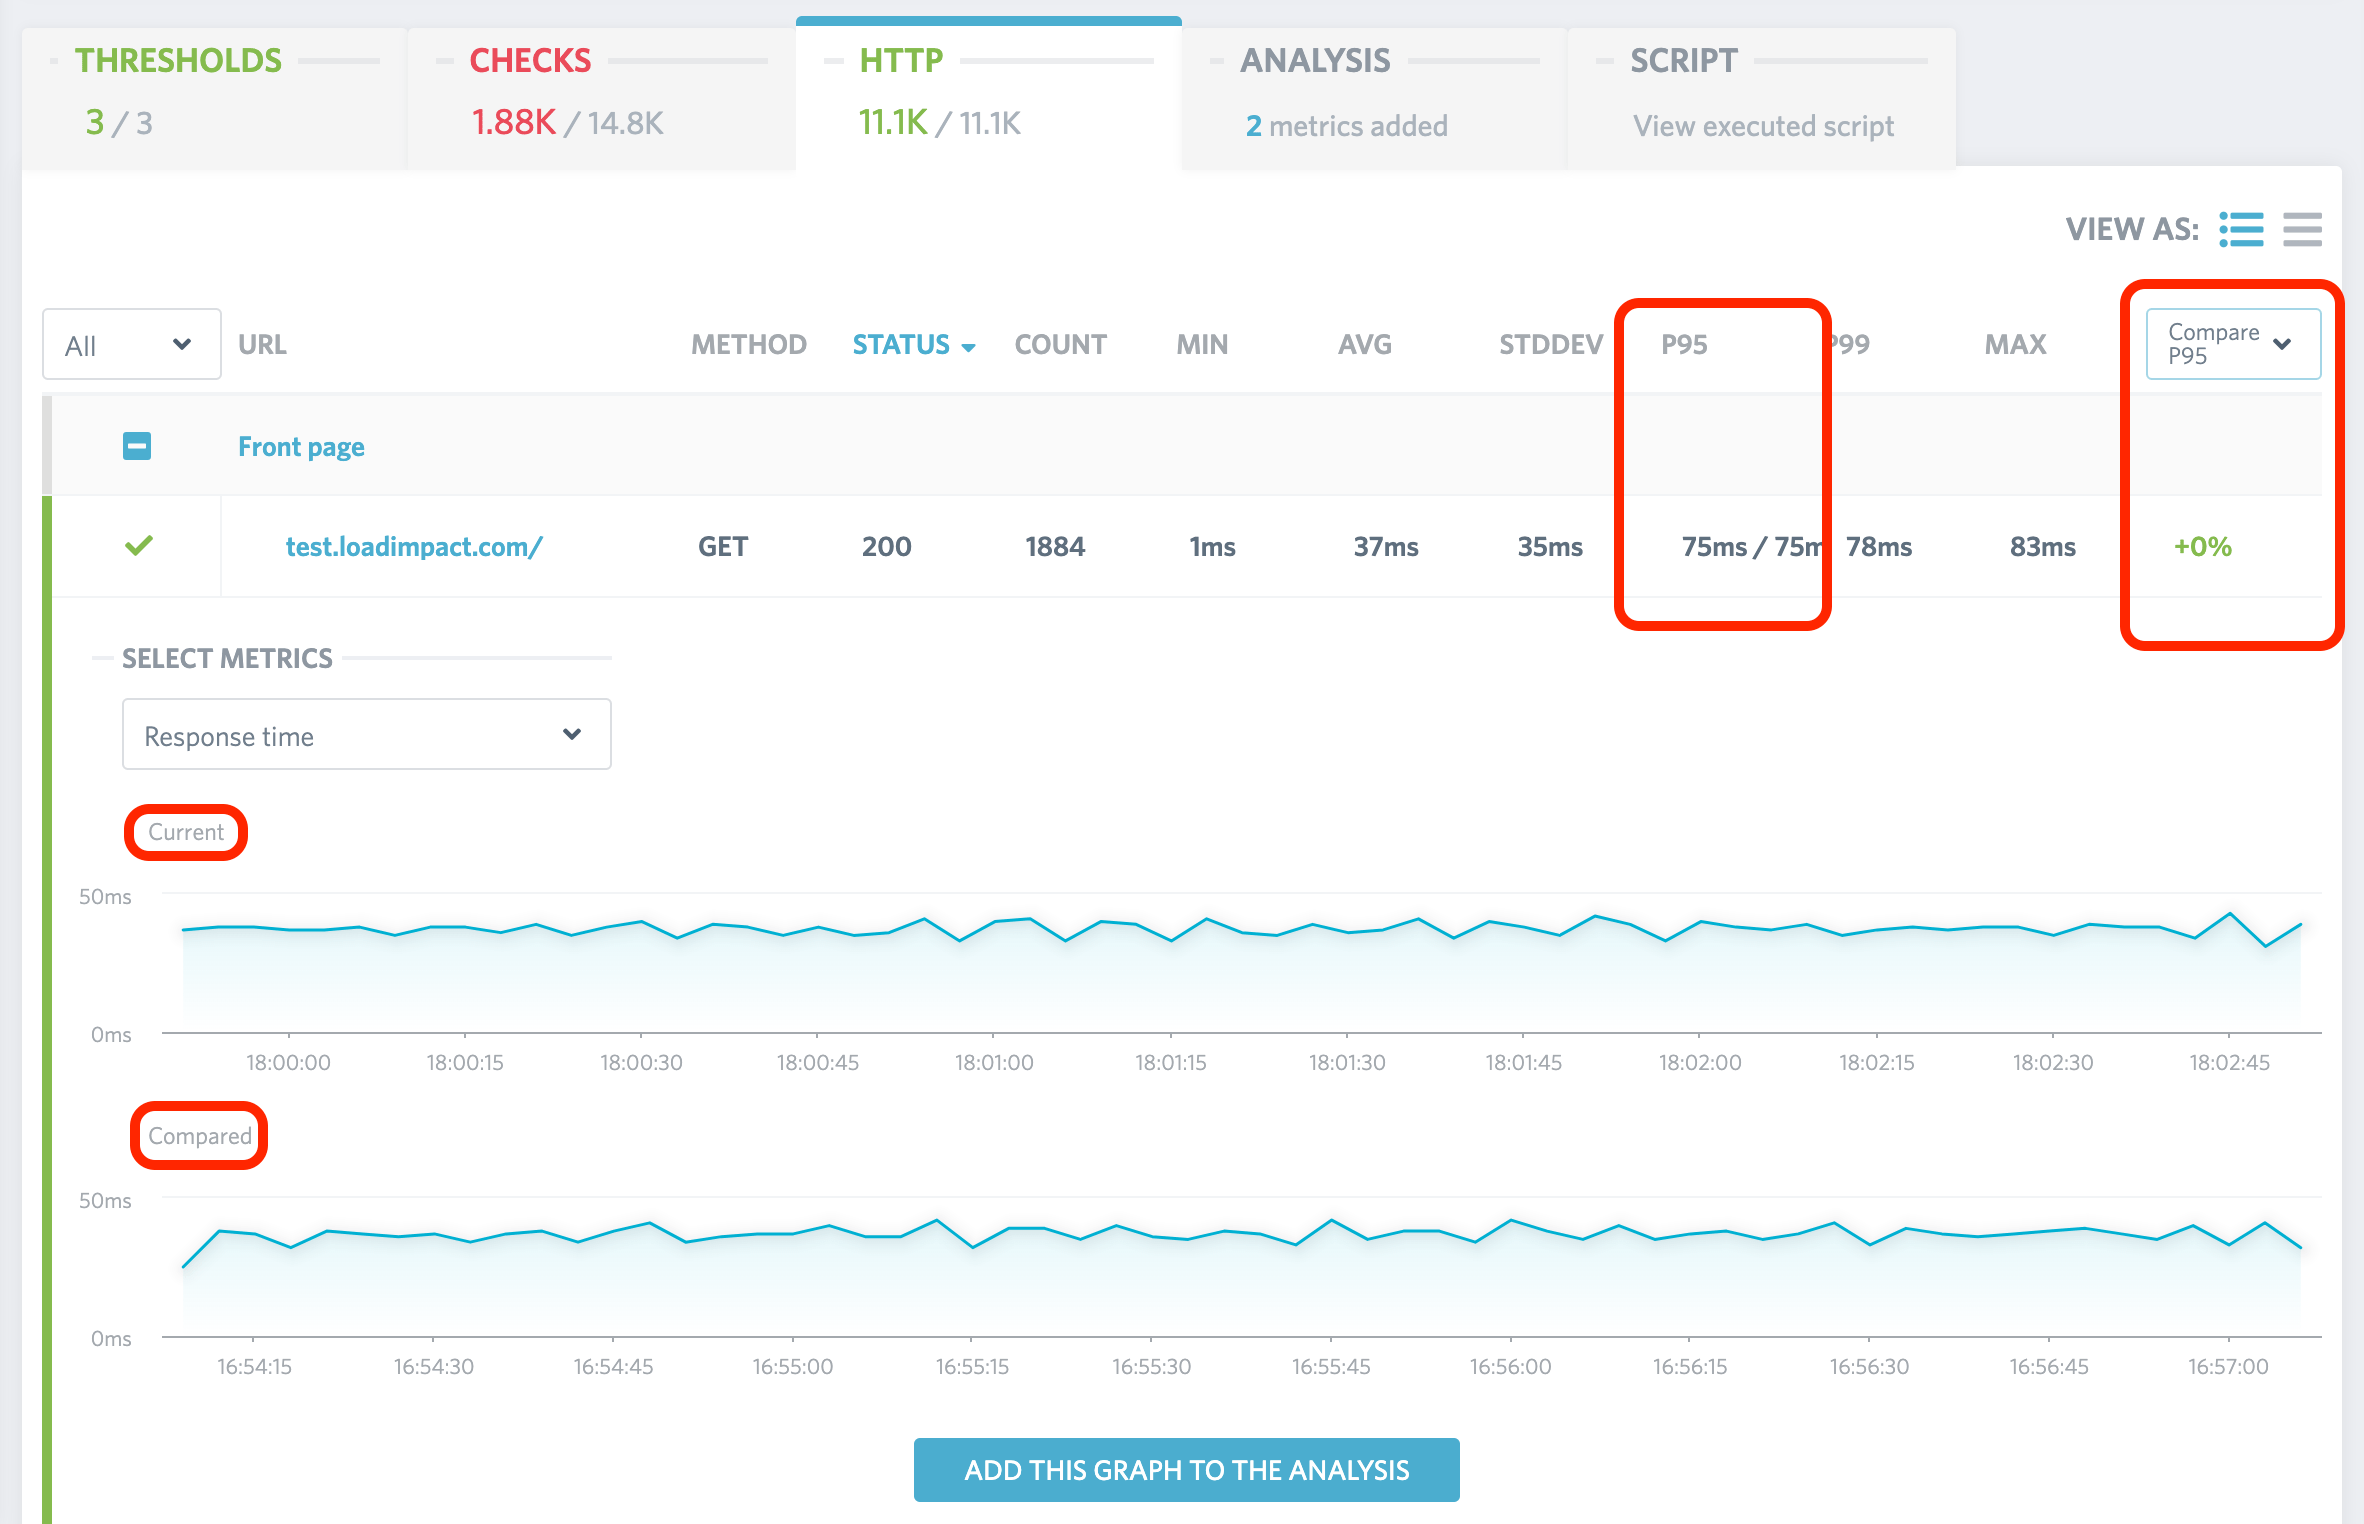 THRESHOLDS CHECKS HTTP ANALYSIS SCRIPT
3 / 3 1.88K / 14.8K 11.1K / 11.1K 2 metrics added View executed script
VIEW AS:
All URL METHOD STATUS COUNT MIN AVG STDDEV P95 P99 MAX Compare P95
Front page
test.loadimpact.com/ GET 200 1884 1ms 37ms 35ms 75ms / 75m 78ms 83ms +0%
SELECT METRICS
Response time
Current
50ms
0ms
18:00:00 18:00:15 18:00:30 18:00:45 18:01:00 18:01:15 18:01:30 18:01:45 18:02:00 18:02:15 18:02:30 18:02:45
Compared
50ms
0ms
16:54:15 16:54:30 16:54:45 16:55:00 16:55:15 16:55:30 16:55:45 16:56:00 16:56:15 16:56:30 16:56:45 16:57:00
ADD THIS GRAPH TO THE ANALYSIS